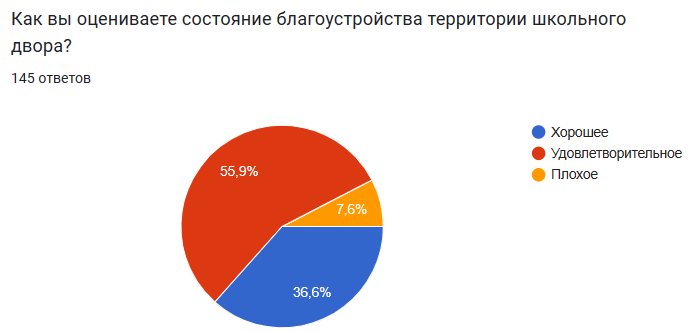 Как вы оцениваете состояние благоустройства территории школьного
двора?
145 ответов
Хорошее
Удовлетворительное
Плохое
55,9%
7,6%
36,6%